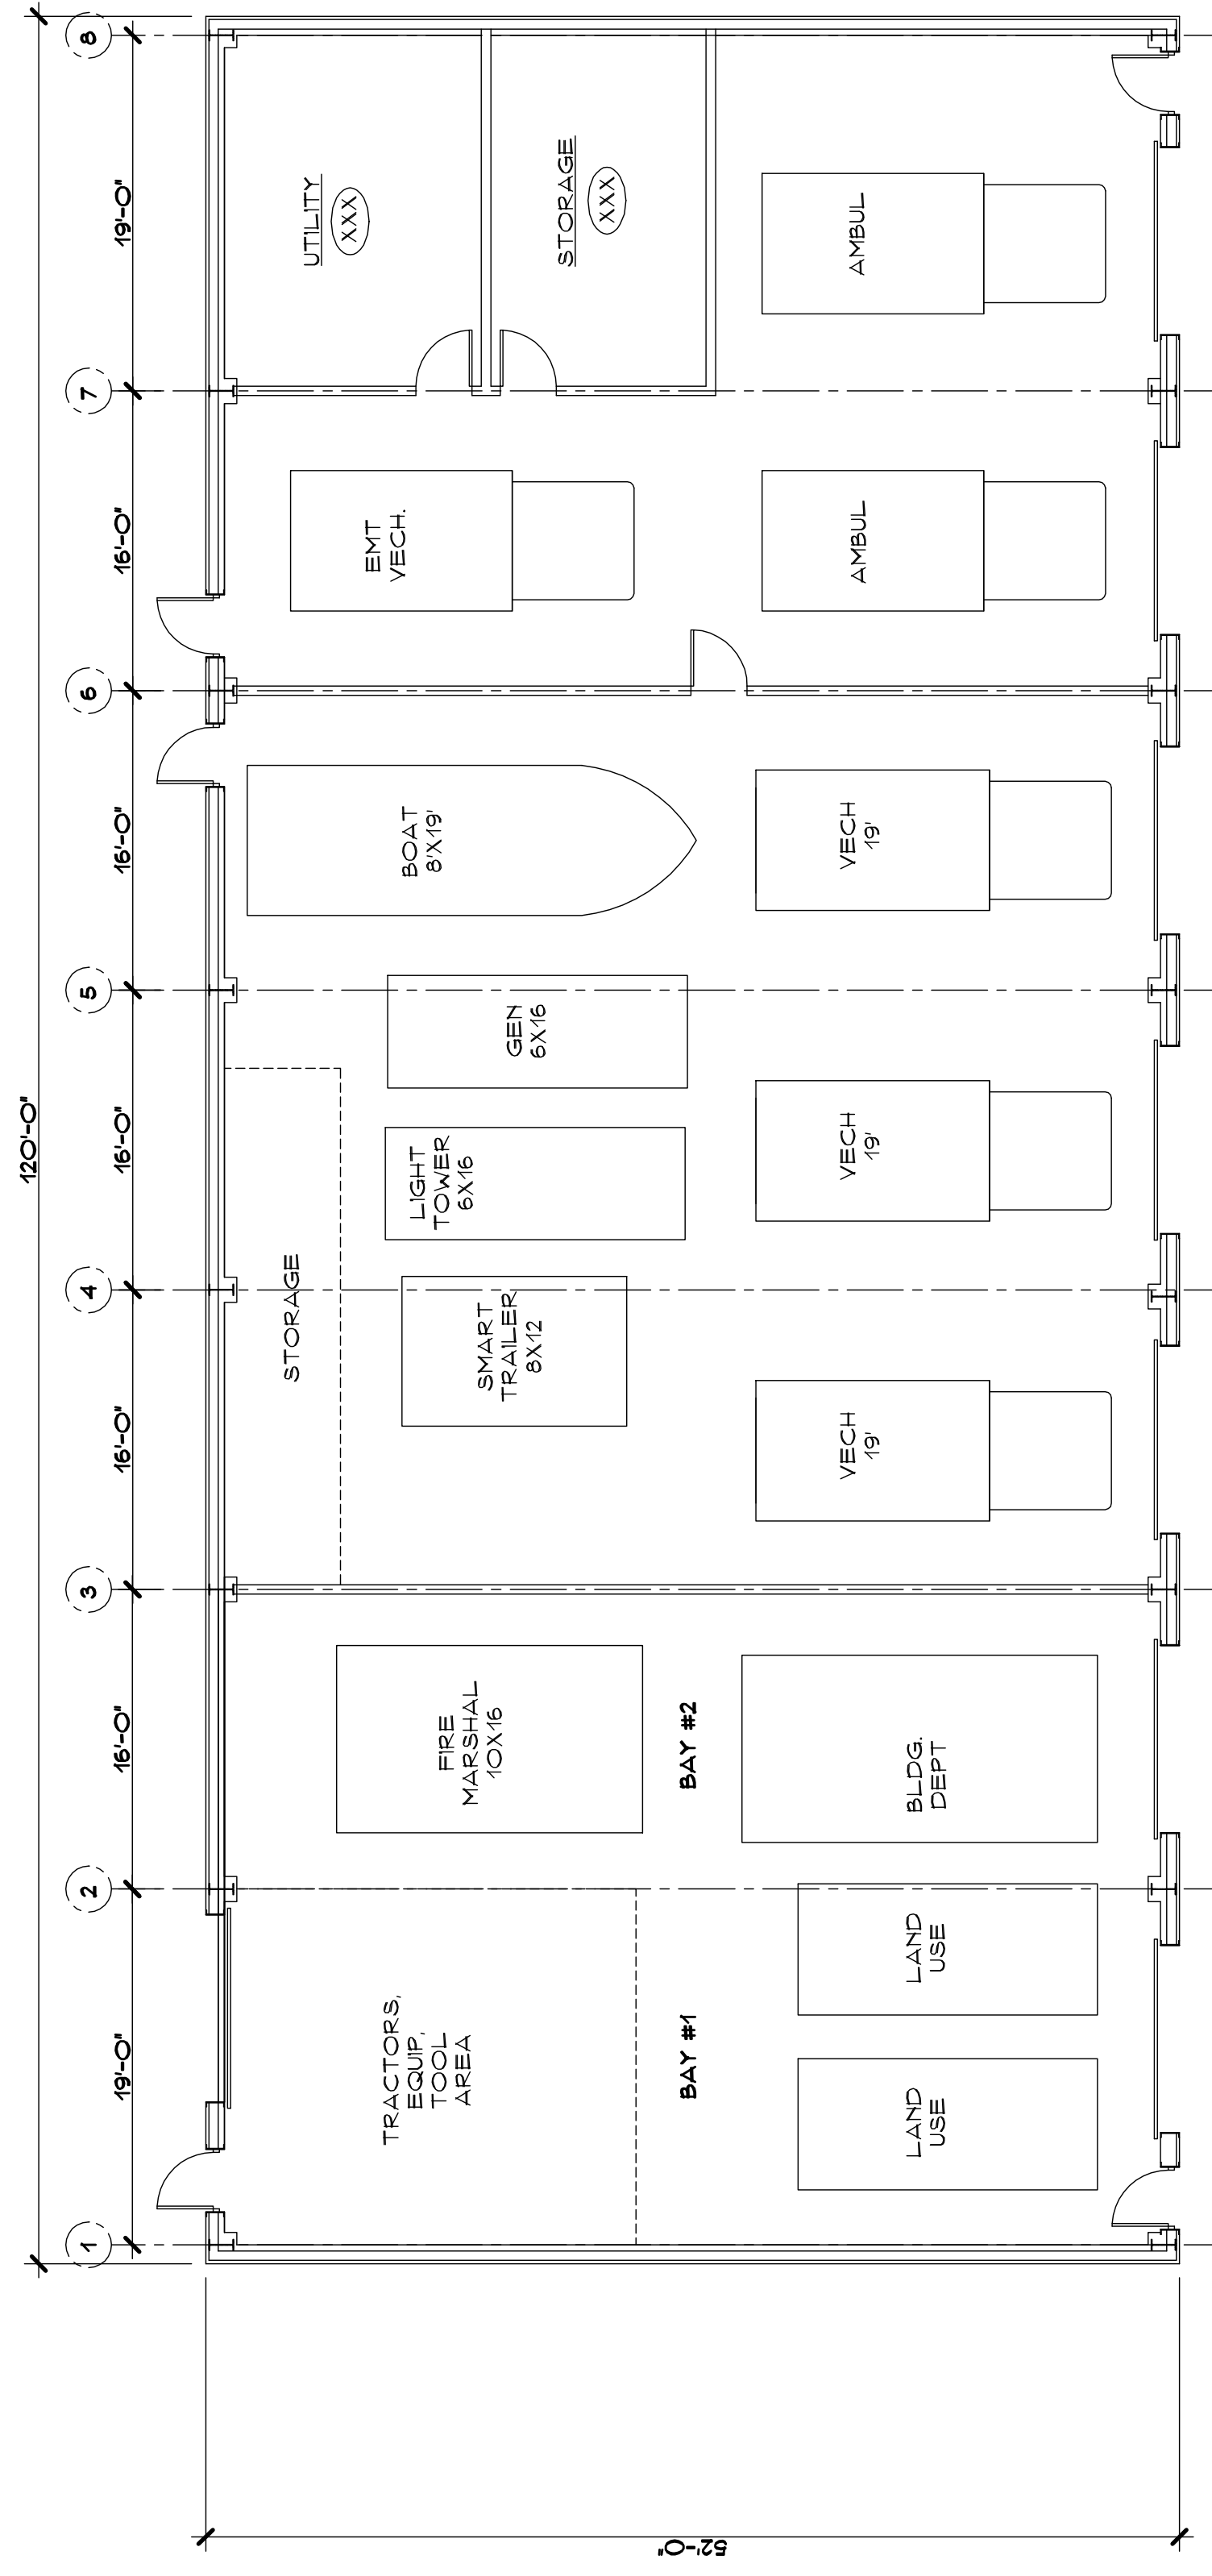 120'-0"
1
2
3
4
5
6
7
8
19'-0"
16'-0"
16'-0"
16'-0"
16'-0"
16'-0"
19'-0"
52'-0"
TRACTORS,
EQUIP,
TOOL
AREA
BAY #1
LAND
USE
LAND
USE
FIRE
MARSHAL
10X16
BAY #2
BLDG.
DEPT
STORAGE
SMART
TRAILER
8X12
LIGHT
TOWER
6X16
GEN
6X16
BOAT
8'X19'
VECH
19'
VECH
19'
VECH
19'
EMT
VECH.
AMBUL
AMBUL
UTILITY
XXX
STORAGE
XXX